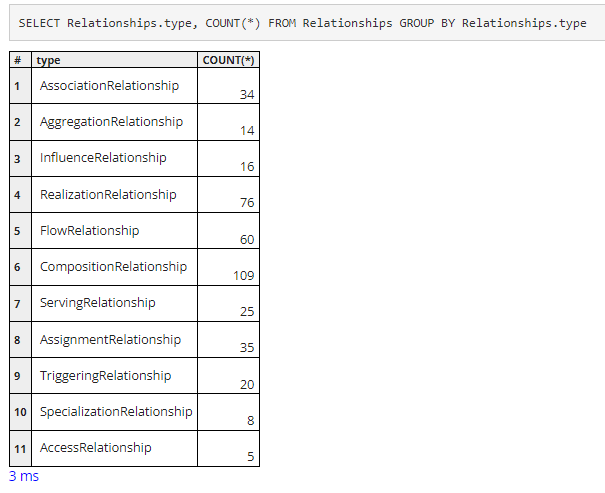 SELECT Relationships.type, COUNT(*) FROM Relationships GROUP BY Relationships.type
# type COUNT(*)
1 AssociationRelationship 34
2 AggregationRelationship 14
3 InfluenceRelationship 16
4 RealizationRelationship 76
5 FlowRelationship 60
6 CompositionRelationship 109
7 ServingRelationship 25
8 AssignmentRelationship 35
9 TriggeringRelationship 20
10 SpecializationRelationship 8
11 AccessRelationship 5
3 ms